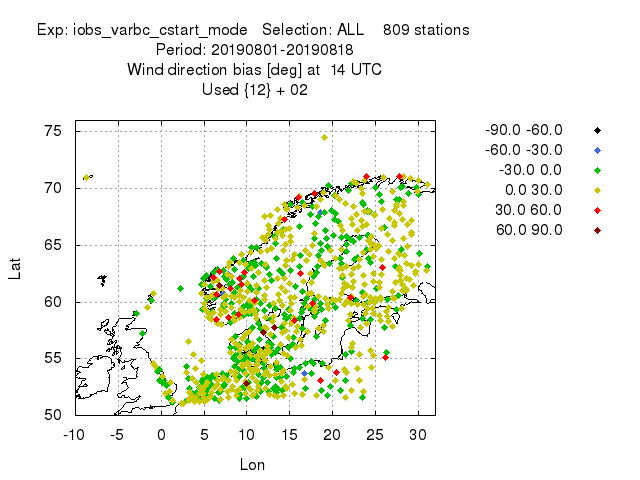 Exp: iobs_varbc_cstart_mode Selection: ALL 809 stations
Period: 20190801-20190818
Wind direction bias [deg] at 14 UTC
Used {12} + 02
-90.0 -60.0
-60.0 -30.0
-30.0 0.0
0.0 30.0
30.0 60.0
60.0 90.0
75
70
65
60
55
50
Lat
-10 -5 0 5 10 15 20 25 30
Lon